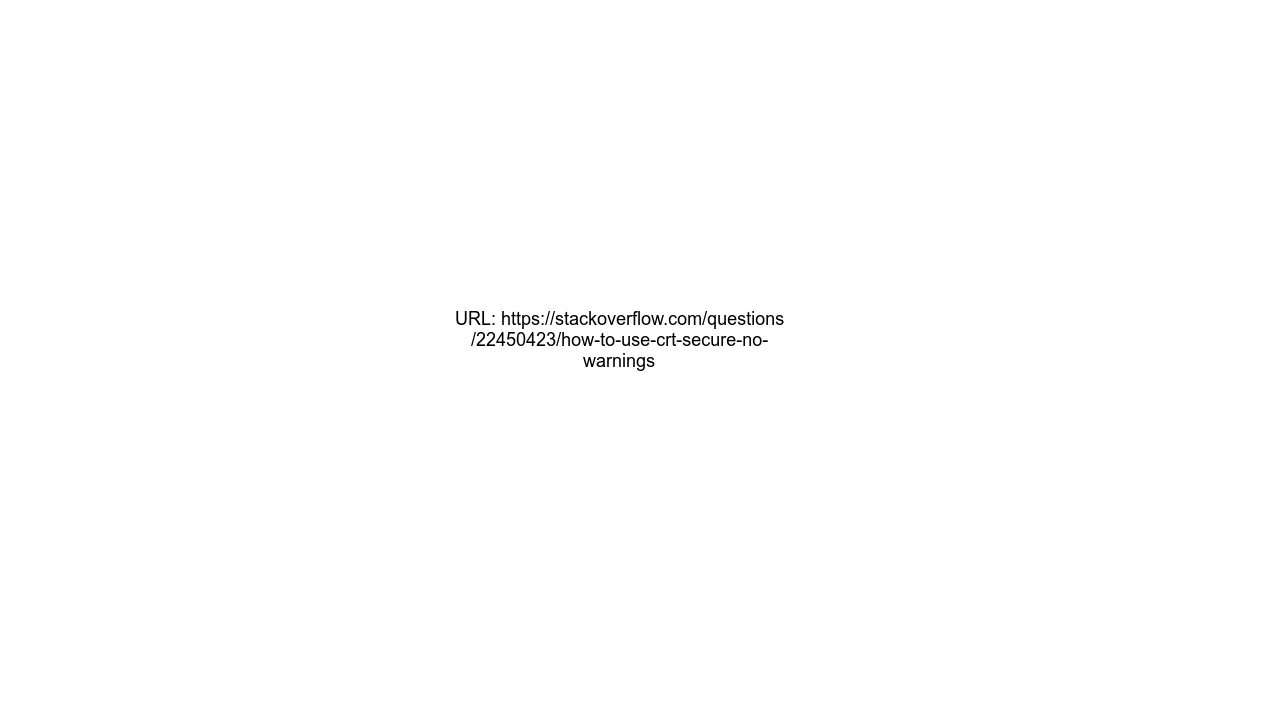 URL: https://stackoverflow.com/questions
/22450423/how-to-use-crt-secure-no-
warnings